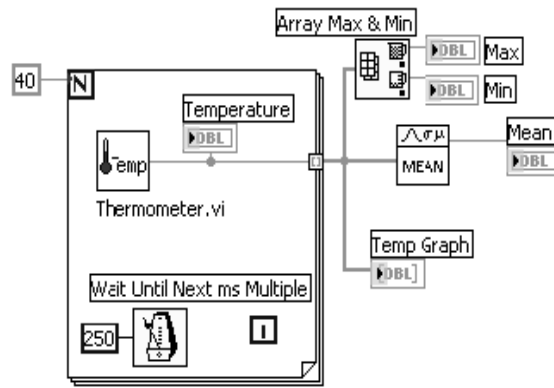 Array Max & Min
DBL
Max
40
N
DBL
Min
Temperature
DBL
Mean
Temp
MEAN
DBL
Thermometer.vi
Temp Graph
[DBL]
Wait Until Next ms Multiple
250
i